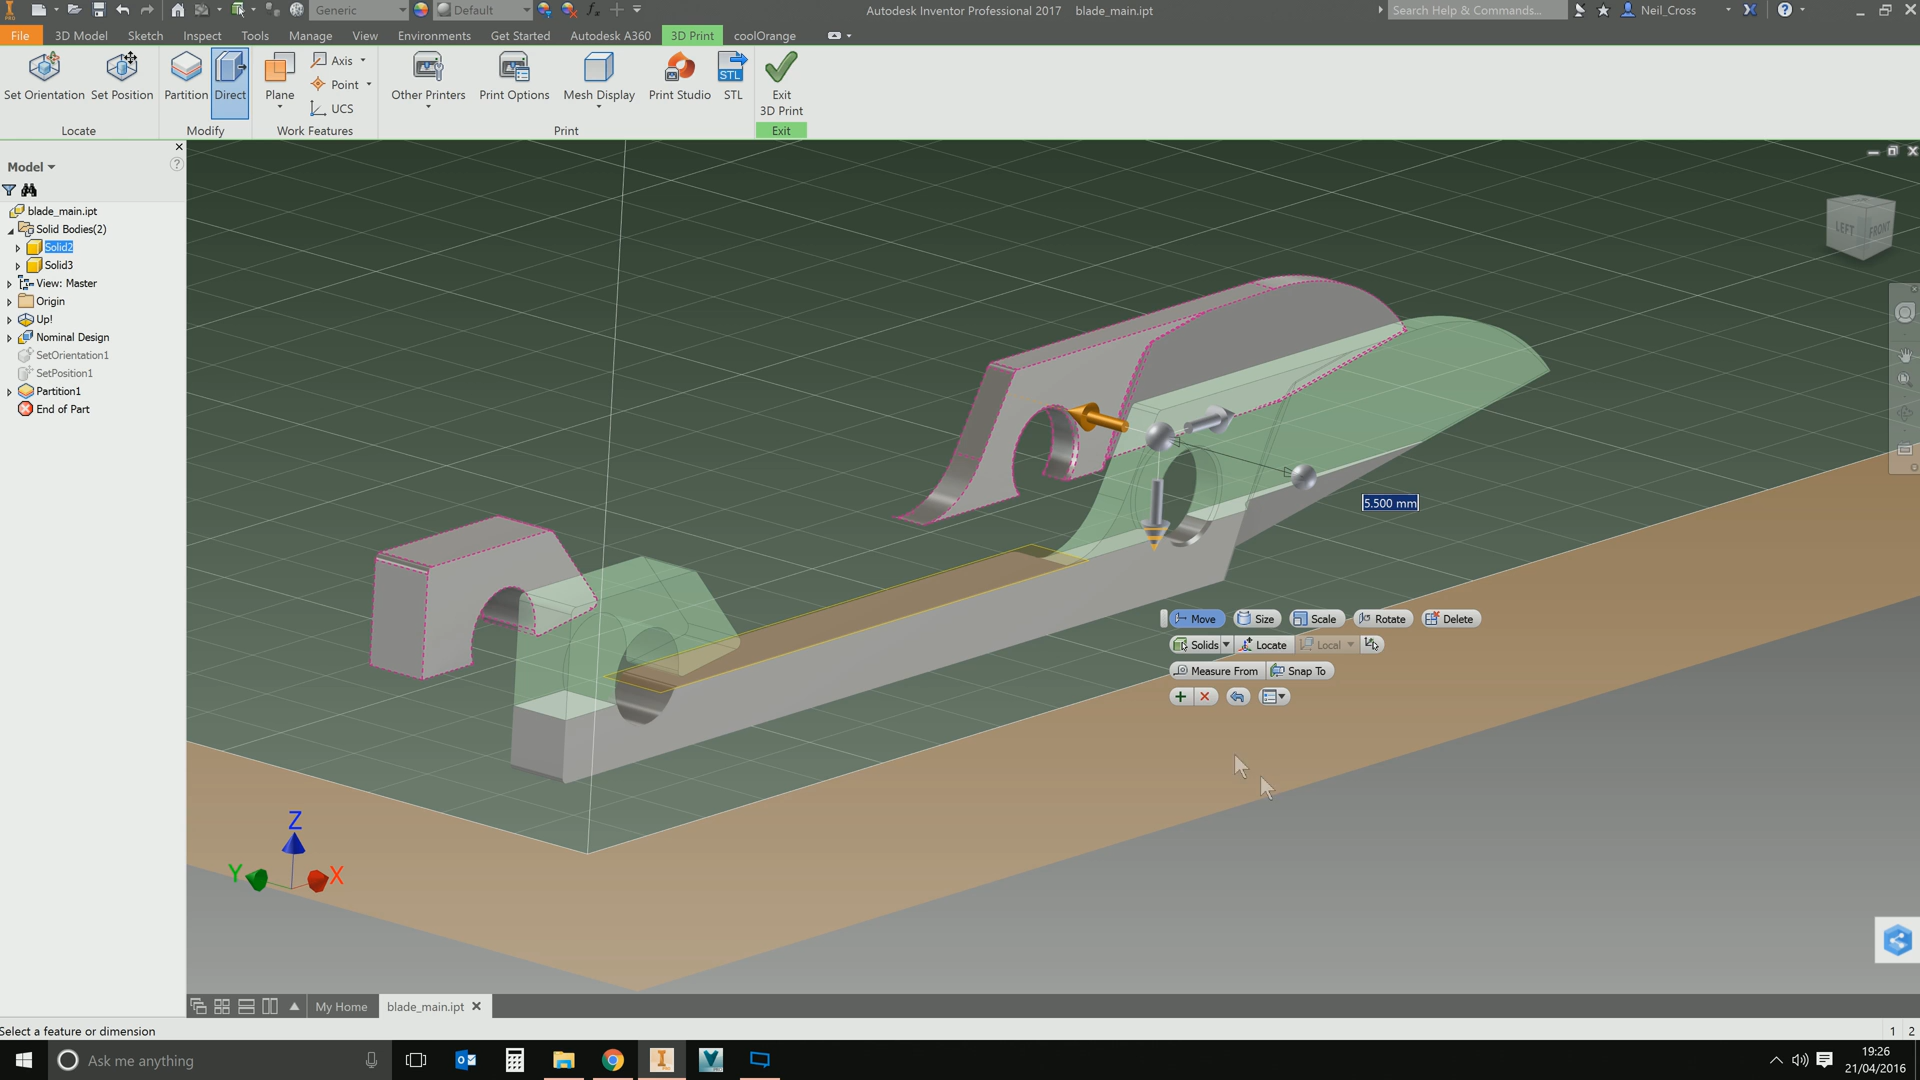 Generic
Default
Autodesk Inventor Professional 2017 blade_main.ipt
Search Help & Commands...
Neil_Cross
File 3D Model Sketch Inspect Tools Manage View Environments Get Started Autodesk A360 3D Print coolOrange
Set Orientation Set Position Partition Direct Plane Axis Point UCS Other Printers Print Options Mesh Display Print Studio STL Exit 3D Print
Locate Modify Work Features Print Exit
Model
blade_main.ipt
Solid Bodies(2)
Solid2
Solid3
View: Master
Origin
Up!
Nominal Design
SetOrientation1
SetPosition1
Partition1
End of Part
LEFT FRONT
5.500 mm
Move Size Scale Rotate Delete
Solids Locate Local
Measure From Snap To
Z
Y X
My Home blade_main.ipt
Select a feature or dimension
1 2
Ask me anything
19:26
21/04/2016